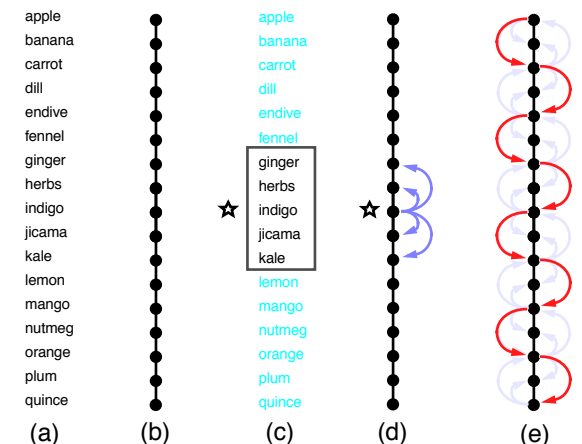 apple
banana
carrot
dill
endive
fennel
ginger
herbs
indigo
jicama
kale
lemon
mango
nutmeg
orange
plum
quince
(a)
(b)
apple
banana
carrot
dill
endive
fennel
ginger
herbs
indigo
jicama
kale
lemon
mango
nutmeg
orange
plum
quince
(c)
(d)
(e)